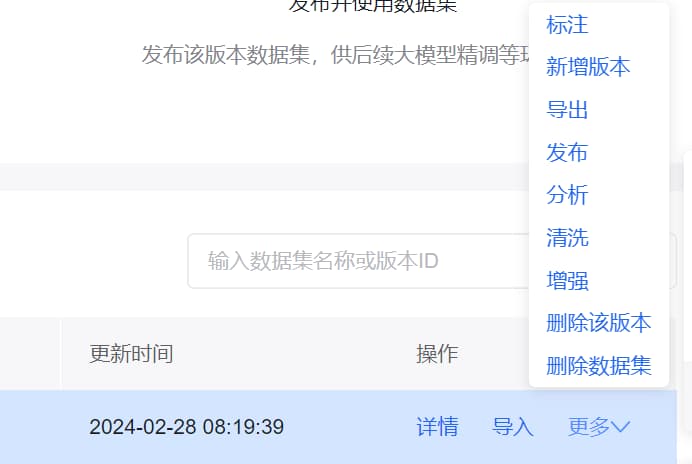 发布并使用数据集
发布该版本数据集，供后续大模型精调等
标注
新增版本
导出
发布
分析
清洗
增强
删除该版本
删除数据集
输入数据集名称或版本ID
更新时间
操作
2024-02-28 08:19:39
详情
导入
更多